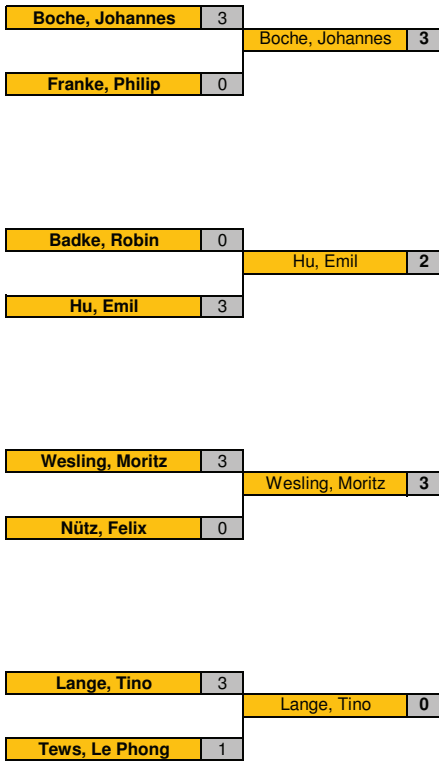 Boche, Johannes 3
Boche, Johannes 3
Franke, Philip 0
Badke, Robin 0
Hu, Emil 2
Hu, Emil 3
Wesling, Moritz 3
Wesling, Moritz 3
Nütz, Felix 0
Lange, Tino 3
Lange, Tino 0
Tews, Le Phong 1